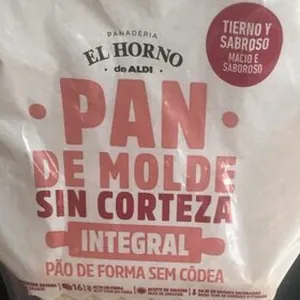 PANADERÍA
EL HORNO
de ALDI
TIERNO Y
SABROSO
MACIO E
SABOROSO
PAN
DE MOLDE
SIN CORTEZA
INTEGRAL
PÃO DE FORMA SEM CÔDEA